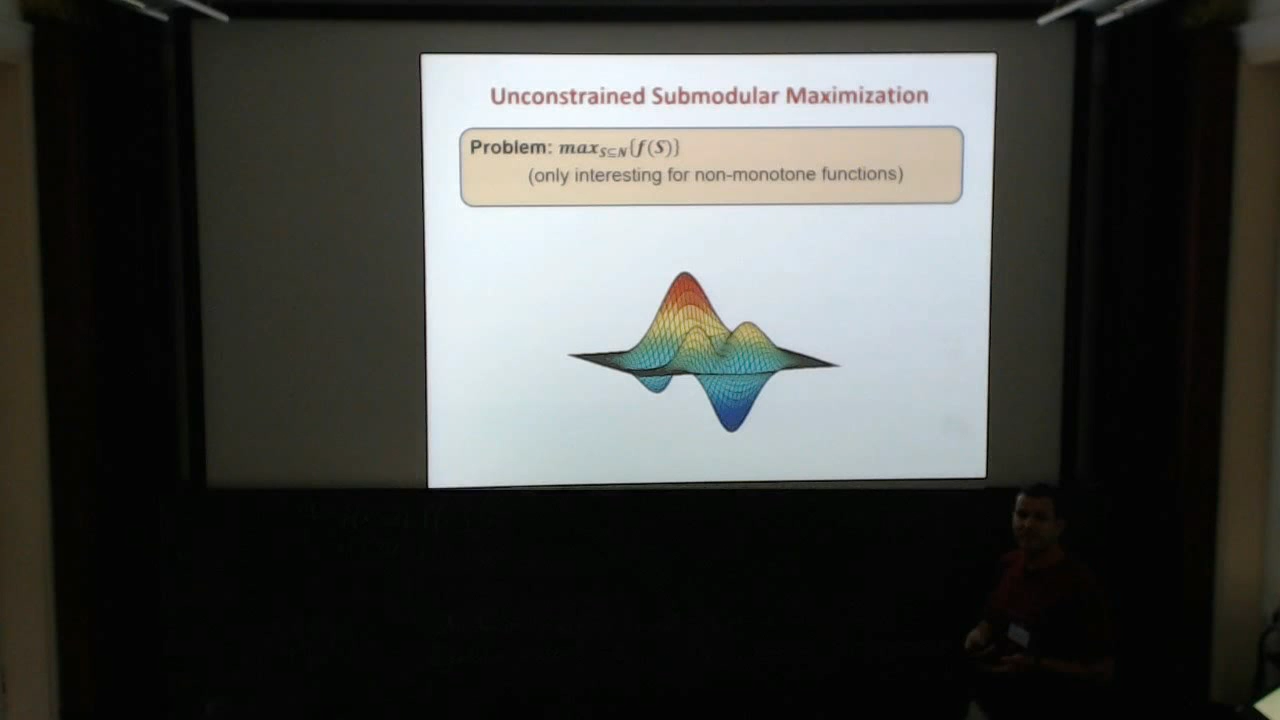 Unconstrained Submodular Maximization
Problem: max_{S⊆N}{f(S)}
(only interesting for non-monotone functions)